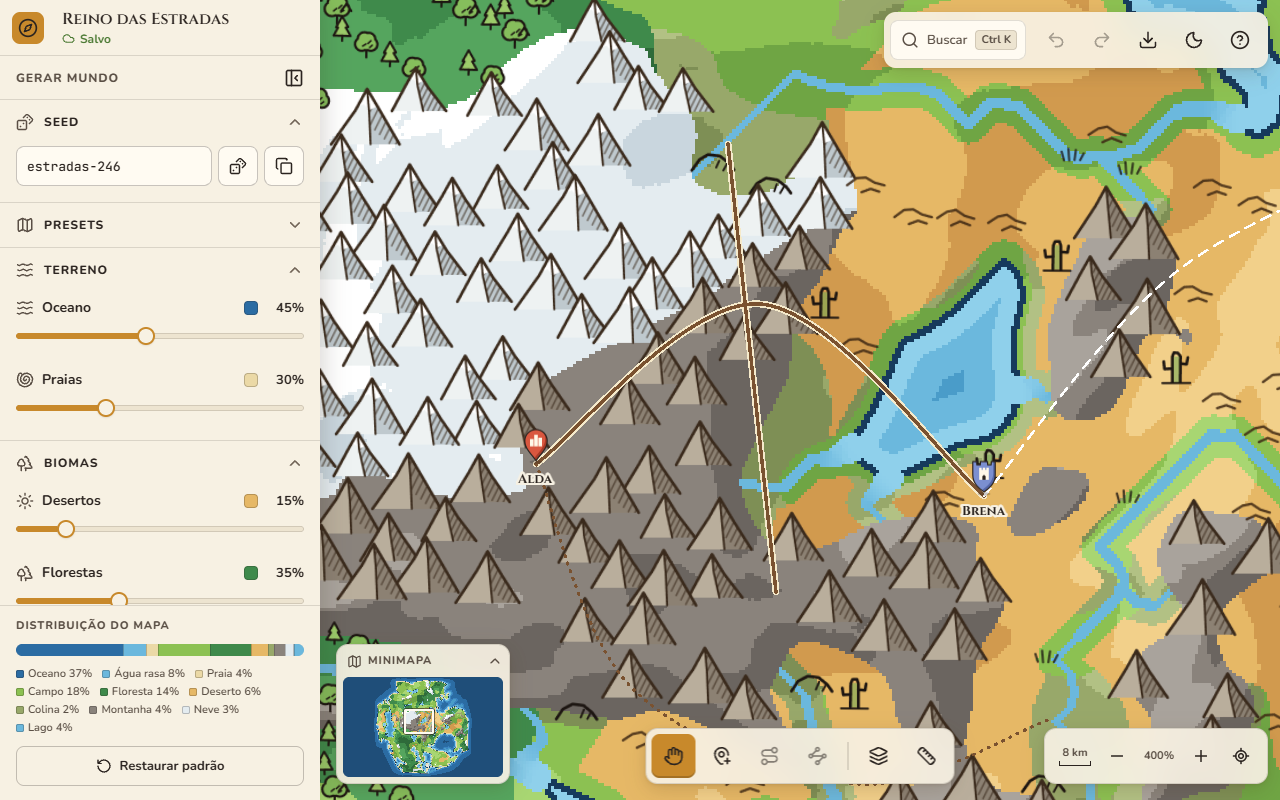 Reino das Estradas
Salvo
GERAR MUNDO
SEED
estradas-246
PRESETS
TERRENO
Oceano 45%
Praias 30%
BIOMAS
Desertos 15%
Florestas 35%
DISTRIBUIÇÃO DO MAPA
Oceano 37% Água rasa 8% Praia 4%
Campo 18% Floresta 14% Deserto 6%
Colina 2% Montanha 4% Neve 3%
Lago 4%
Restaurar padrão
Buscar Ctrl K
Alda
Brena
MINIMAPA
8 km 400%